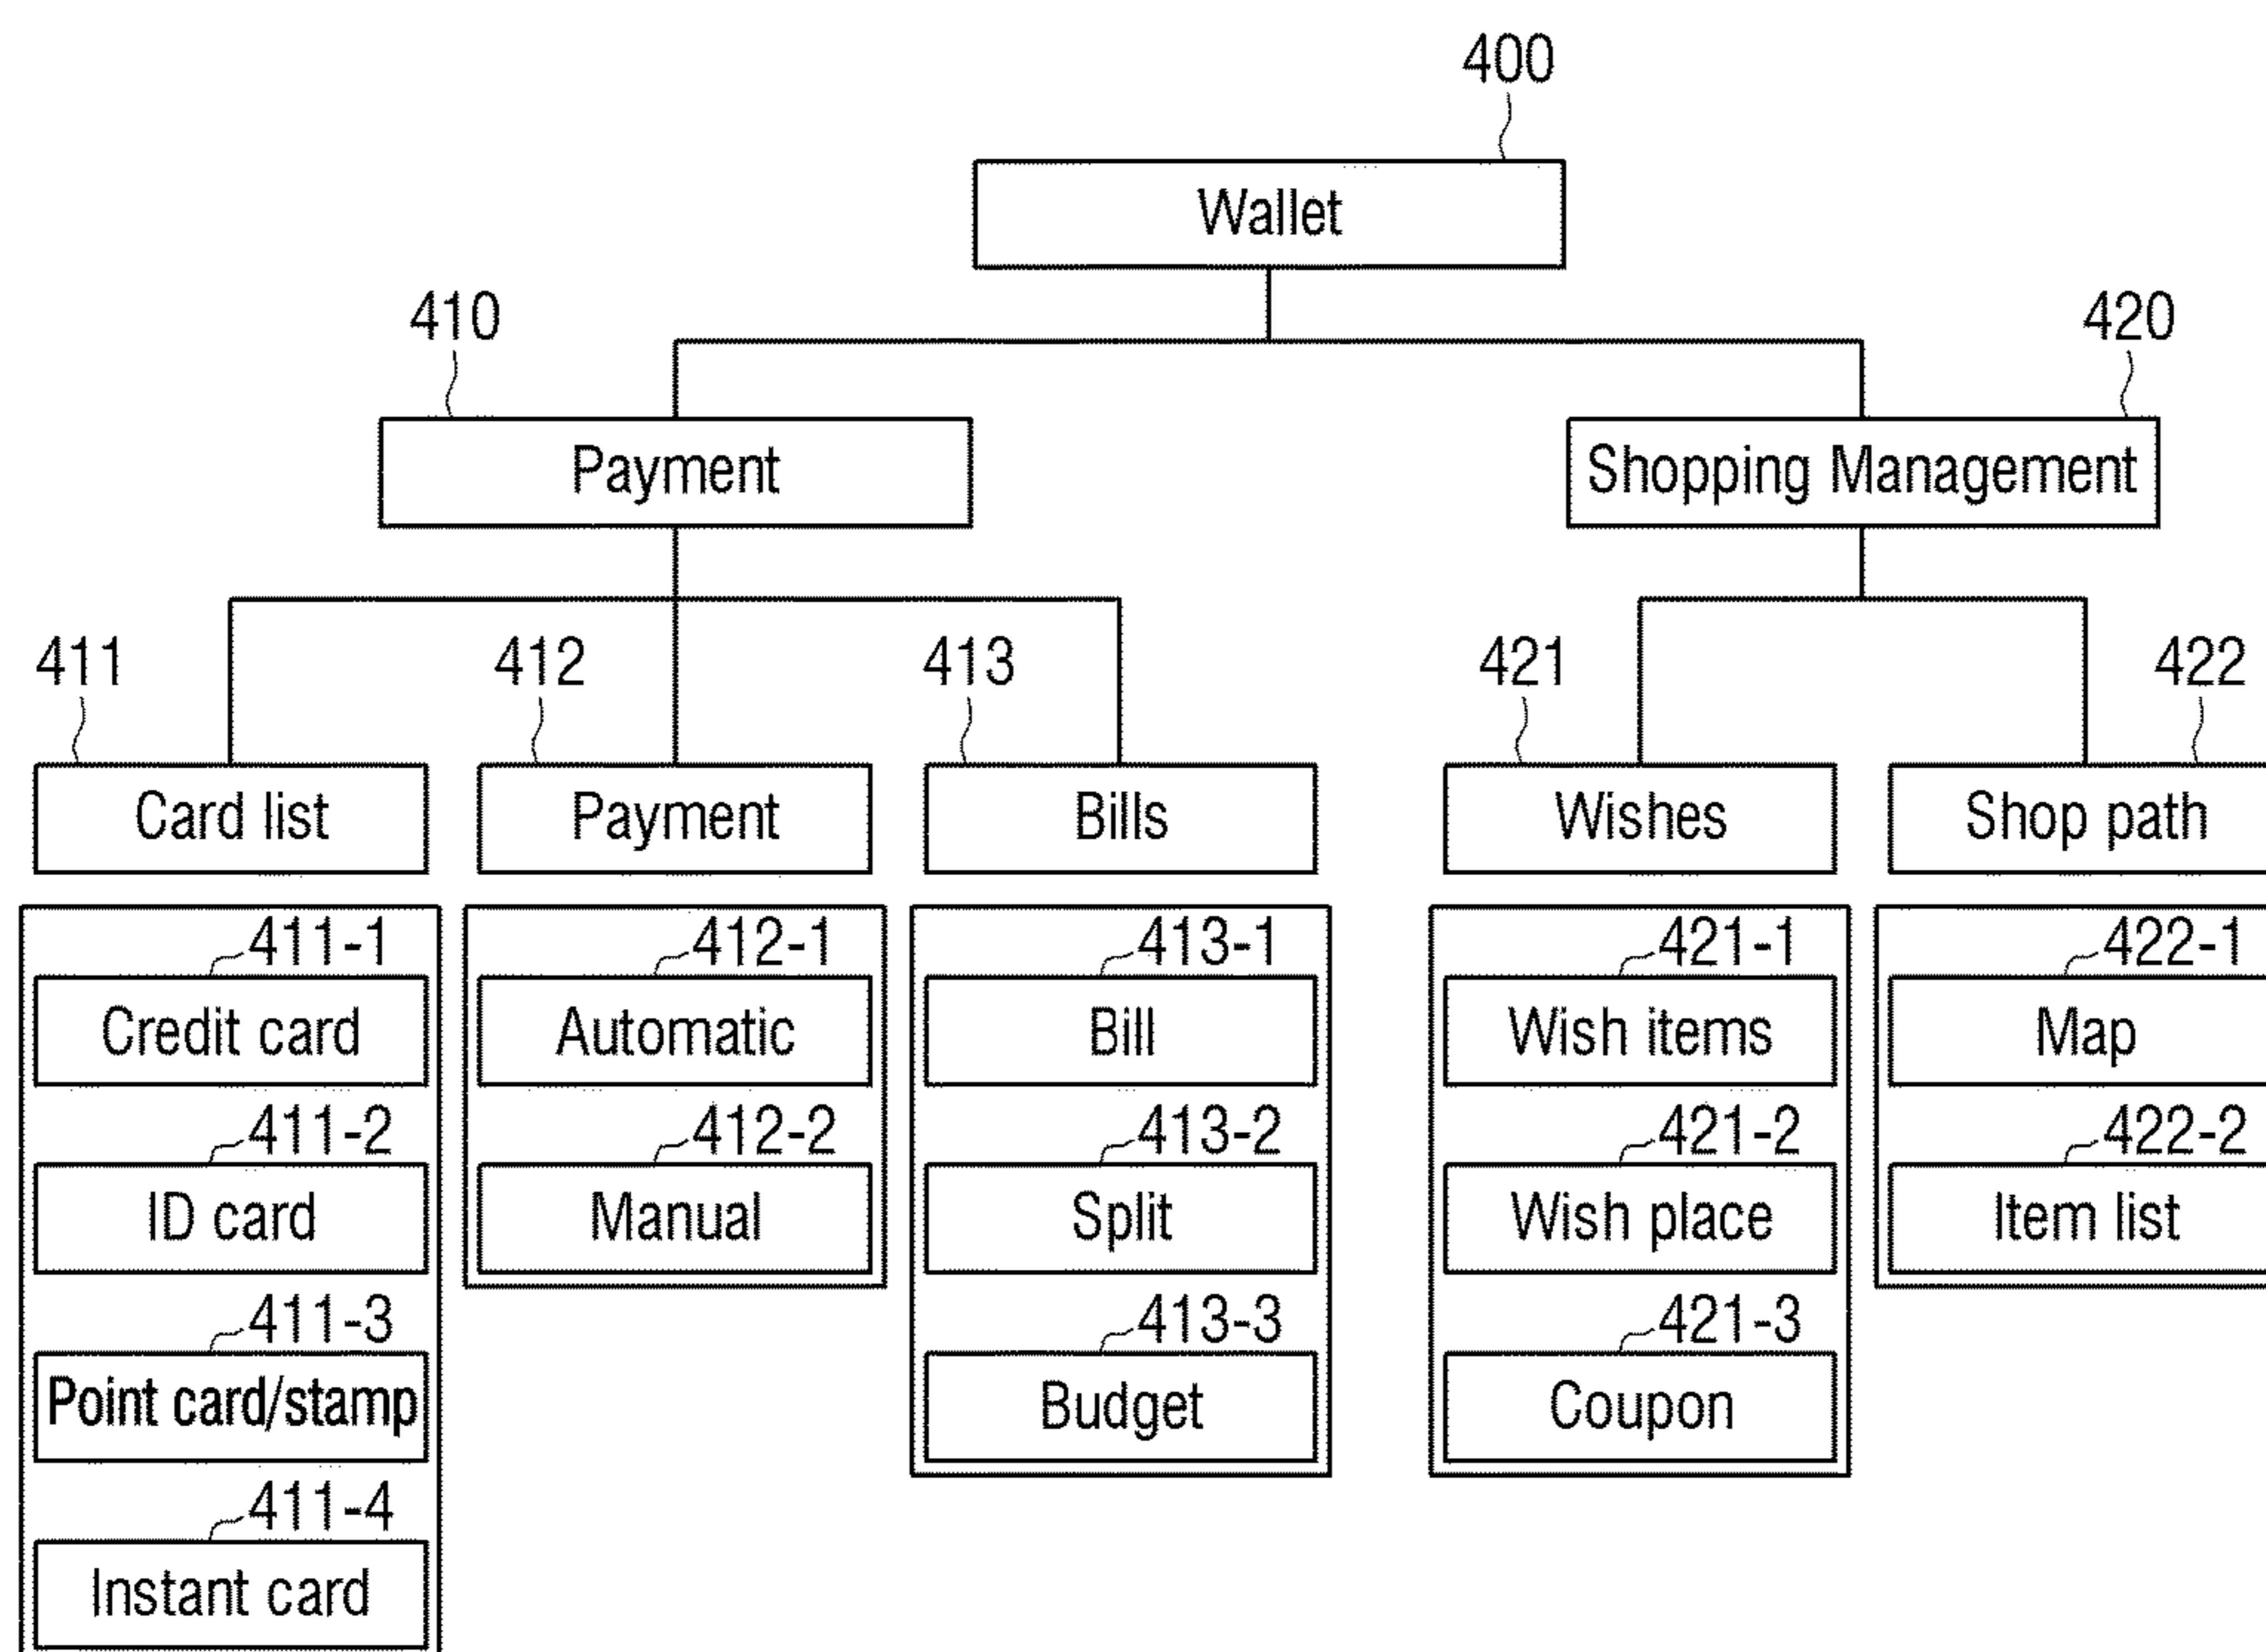 400
Wallet
410
420
Payment
Shopping Management
411
412
413
421
422
Card list
Payment
Bills
Wishes
Shop path
411-1
412-1
413-1
421-1
422-1
Credit card
Automatic
Bill
Wish items
Map
411-2
412-2
413-2
421-2
422-2
ID card
Manual
Split
Wish place
Item list
411-3
413-3
421-3
Point card/stamp
Budget
Coupon
411-4
Instant card